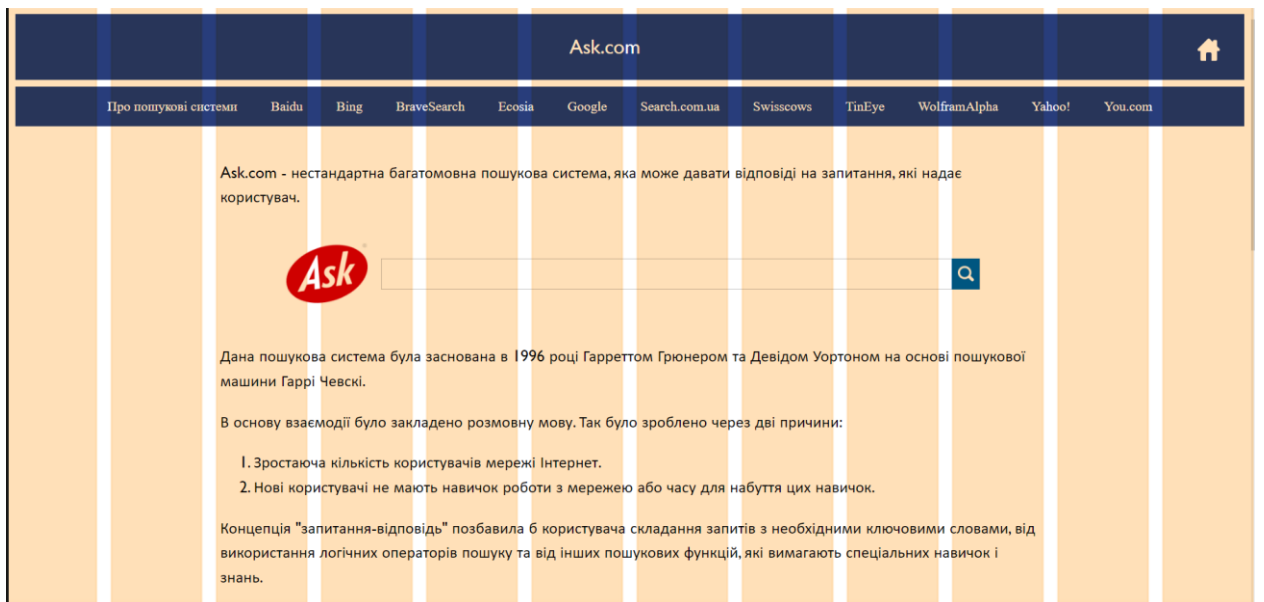 Ask.com
Про пошукові системи Baidu Bing BraveSearch Ecosia Google Search.com.ua Swisscows TinEye WolframAlpha Yahoo! You.com
Ask.com - нестандартна багатомовна пошукова система, яка може давати відповіді на запитання, які надає
користувач.
Ask
Дана пошукова система була заснована в 1996 році Гарреттом Грюнером та Девідом Уортоном на основі пошукової
машини Гаррі Чевскі.
В основу взаємодії було закладено розмовну мову. Так було зроблено через дві причини:
1. Зростаюча кількість користувачів мережі Інтернет.
2. Нові користувачі не мають навичок роботи з мережею або часу для набуття цих навичок.
Концепція "запитання-відповідь" позбавила б користувача складання запитів з необхідними ключовими словами, від
використання логічних операторів пошуку та від інших пошукових функцій, які вимагають спеціальних навичок і
знань.